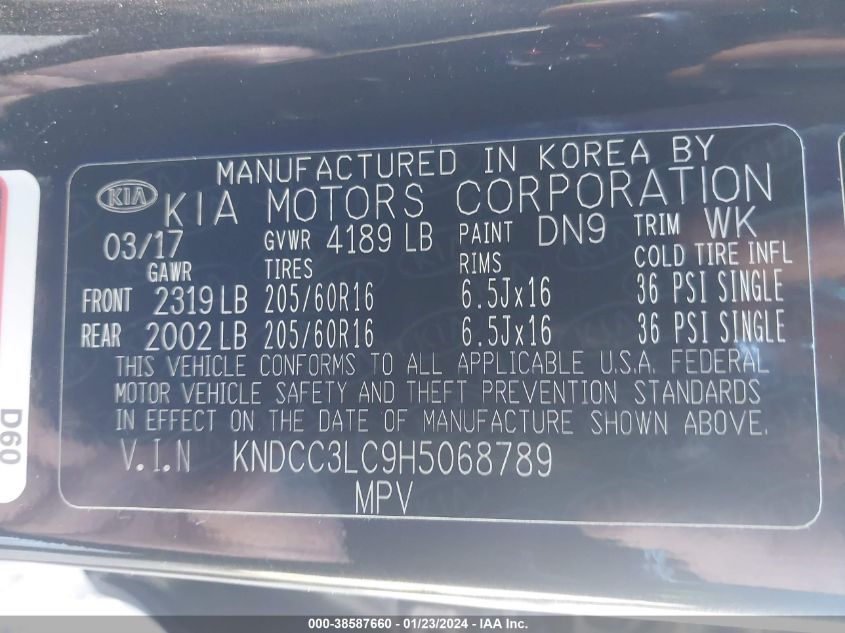 MANUFACTURED IN KOREA BY
KIA KIA MOTORS CORPORATION
03/17 GVWR 4189 LB PAINT DN9 TRIM WK
GAWR TIRES RIMS COLD TIRE INFL
FRONT 2319 LB 205/60R16 6.5Jx16 36 PSI SINGLE
REAR 2002 LB 205/60R16 6.5Jx16 36 PSI SINGLE
THIS VEHICLE CONFORMS TO ALL APPLICABLE U.S.A. FEDERAL
MOTOR VEHICLE SAFETY AND THEFT PREVENTION STANDARDS
IN EFFECT ON THE DATE OF MANUFACTURE SHOWN ABOVE.
V.I.N KNDCC3LC9H5068789
MPV
D60
000-38587660 - 01/23/2024 - IAAI.com